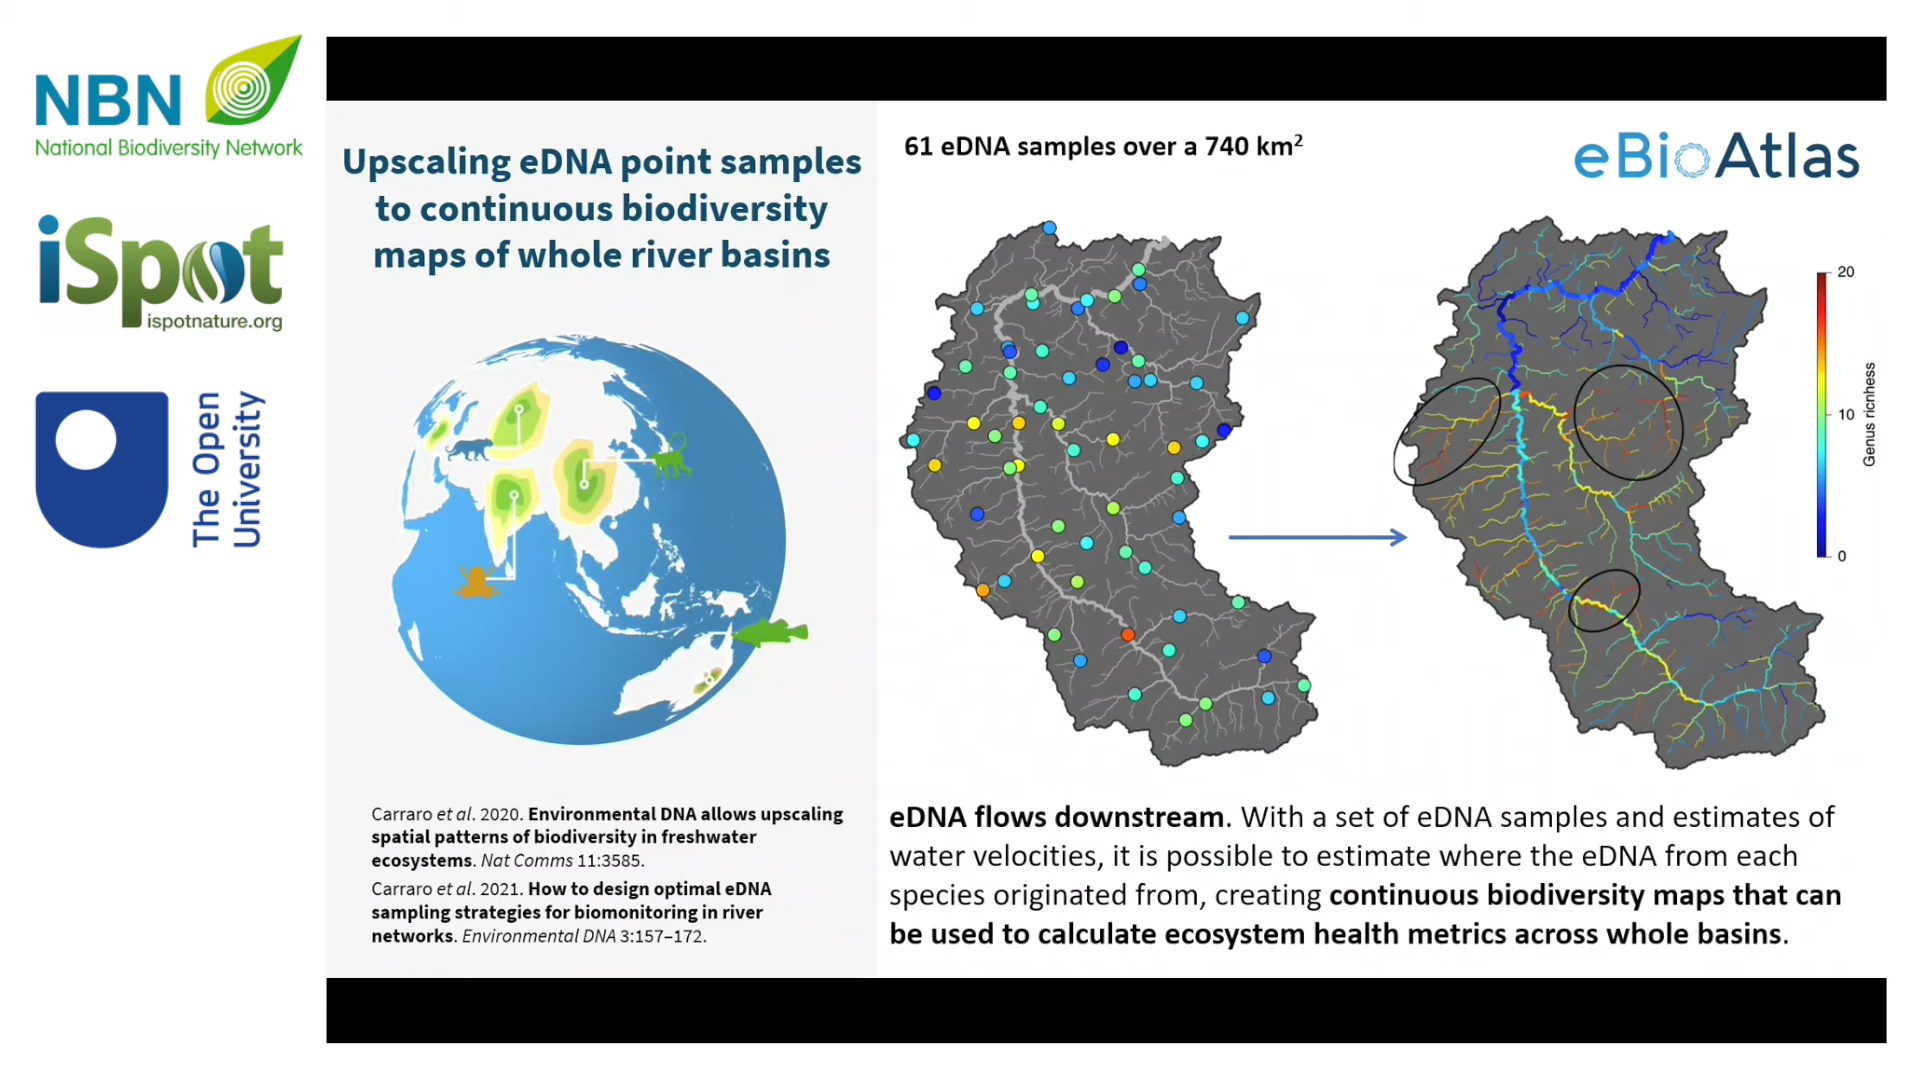 NBN
National Biodiversity Network
iSpot
ispotnature.org
The Open
University
Upscaling eDNA point samples
to continuous biodiversity
maps of whole river basins
Carraro et al. 2020. Environmental DNA allows upscaling
spatial patterns of biodiversity in freshwater
ecosystems. Nat Comms 11:3585.
Carraro et al. 2021. How to design optimal eDNA
sampling strategies for biomonitoring in river
networks. Environmental DNA 3:157–172.
61 eDNA samples over a 740 km²
eBioAtlas
20
10
0
Genus ricnhess
eDNA flows downstream. With a set of eDNA samples and estimates of
water velocities, it is possible to estimate where the eDNA from each
species originated from, creating continuous biodiversity maps that can
be used to calculate ecosystem health metrics across whole basins.